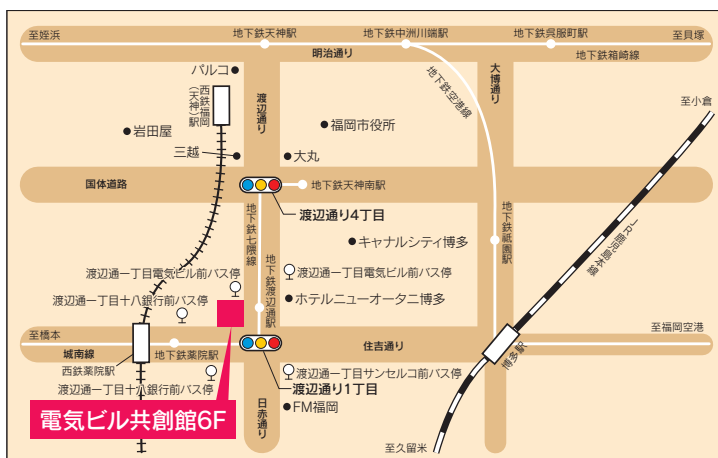 至姪浜
地下鉄天神駅
地下鉄中洲川端駅
地下鉄呉服町駅
至貝塚
明治通り
地下鉄箱崎線
パルコ
西鉄福岡
(天神)駅
渡辺通り
地下鉄空港線
大博通り
至小倉
岩田屋
福岡市役所
三越
大丸
国体道路
地下鉄天神南駅
渡辺通り4丁目
地下鉄七隈線
地下鉄渡辺通駅
キャナルシティ博多
地下鉄祇園駅
JR鹿児島本線
渡辺通一丁目電気ビル前バス停
渡辺通一丁目電気ビル前バス停
渡辺通一丁目十八銀行前バス停
ホテルニューオータニ博多
至橋本
住吉通り
至福岡空港
城南線
地下鉄薬院駅
博多駅
西鉄薬院駅
渡辺通一丁目サンセルコ前バス停
渡辺通一丁目十八銀行前バス停
渡辺通り1丁目
電気ビル共創館6F
日赤通り
FM福岡
至久留米